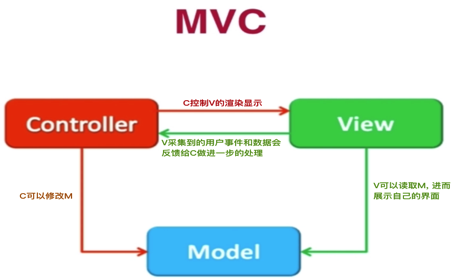 MVC
C控制V的渲染显示
Controller
View
V采集到的用户事件和数据会
反馈给C做进一步的处理
C可以修改M
V可以读取M，进而
展示自己的界面
Model